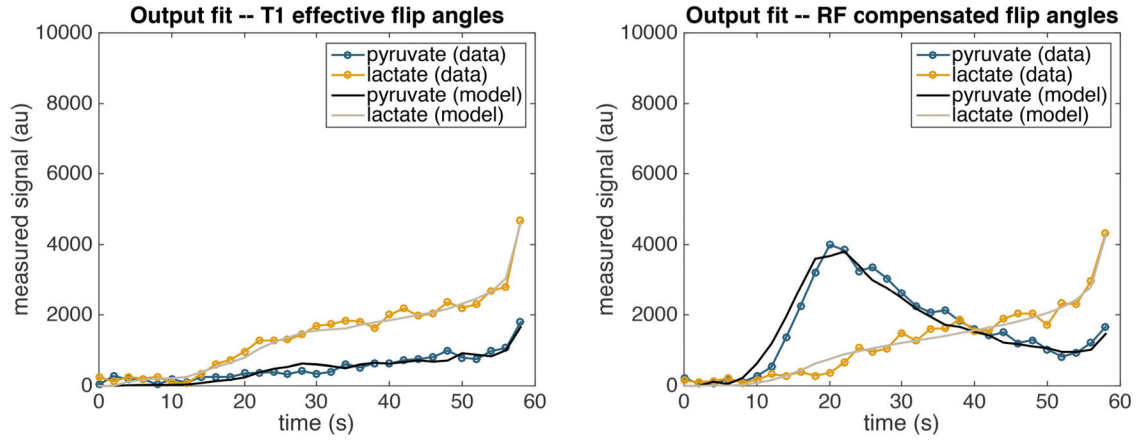 Output fit -- T1 effective flip angles
10000
8000
6000
4000
2000
0
measured signal (au)
pyruvate (data)
lactate (data)
pyruvate (model)
lactate (model)
0 10 20 30 40 50 60
time (s)
Output fit -- RF compensated flip angles
10000
8000
6000
4000
2000
0
measured signal (au)
pyruvate (data)
lactate (data)
pyruvate (model)
lactate (model)
0 10 20 30 40 50 60
time (s)